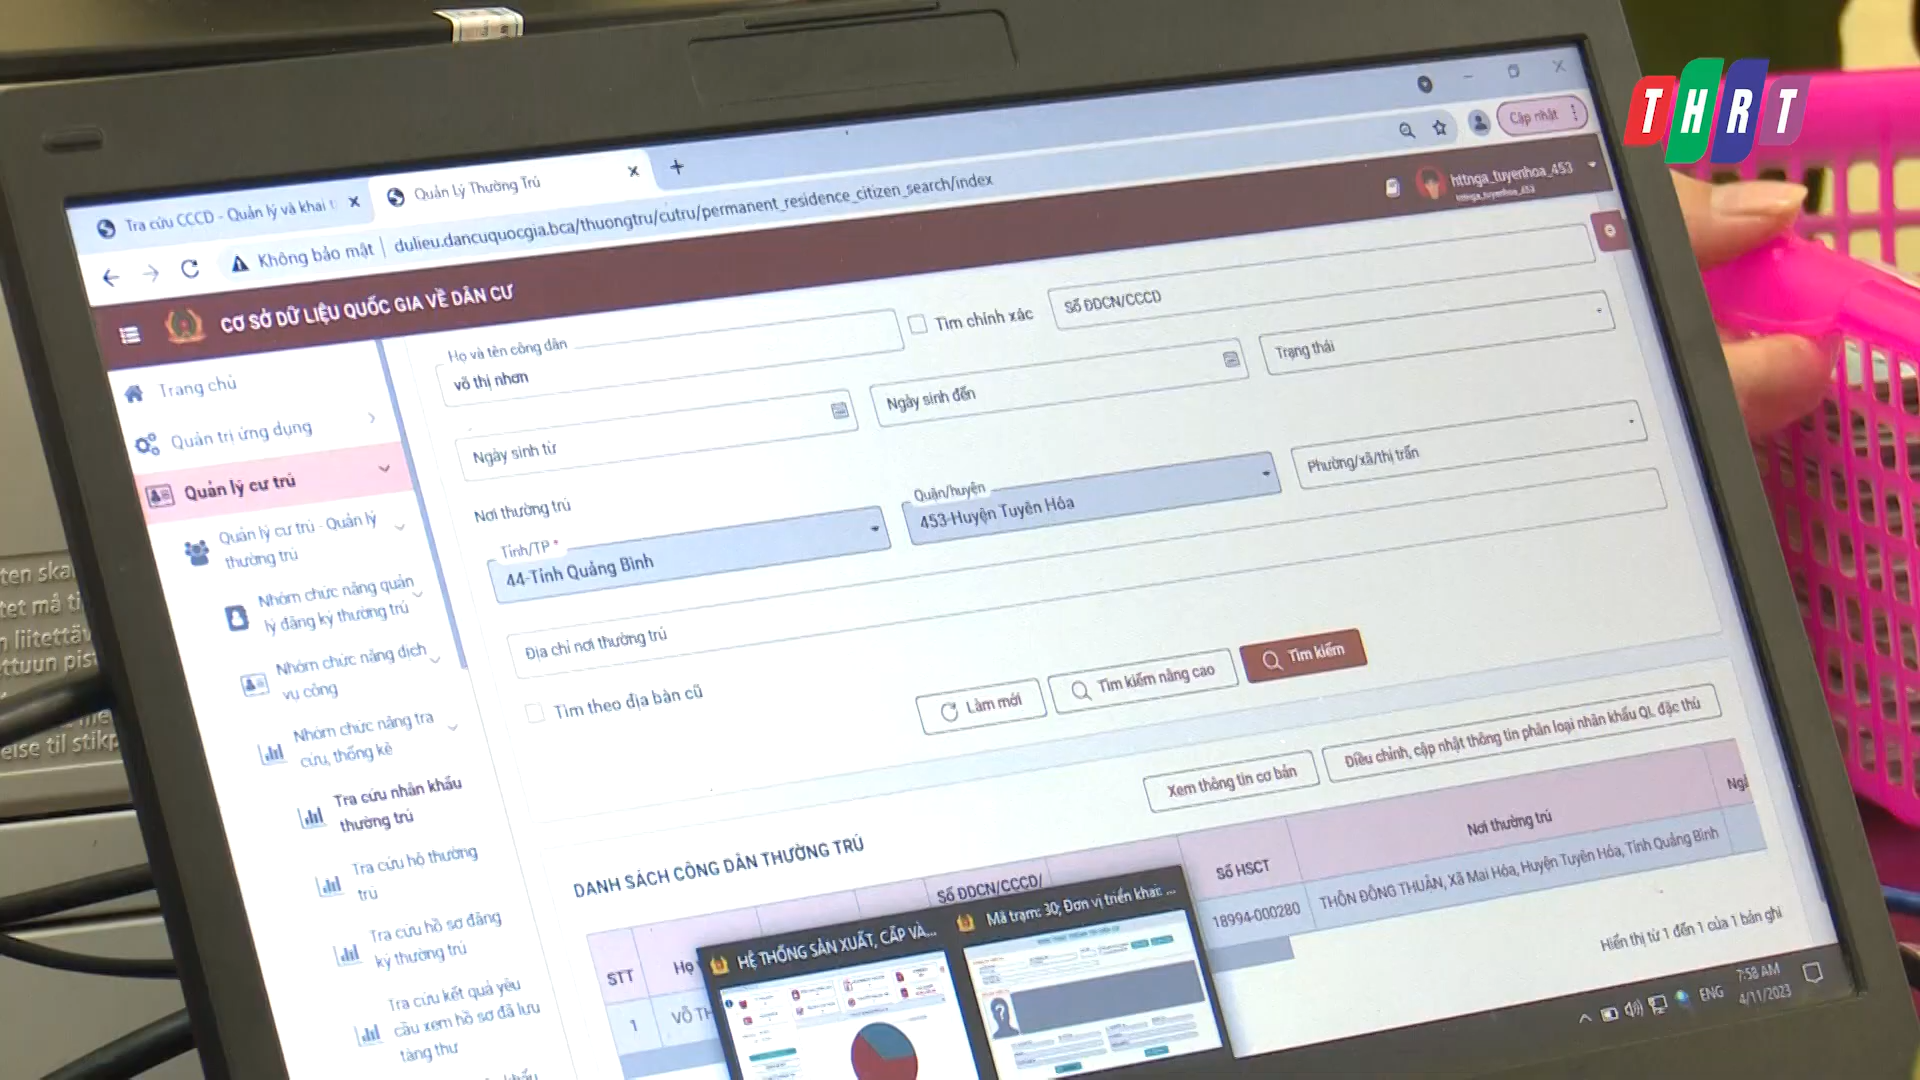 THRT
Tra cứu CCCD - Quản lý và khai t
Quản Lý Thường Trú
Cập nhật
Không bảo mật
dulieu.dancuquocgia.bca/thuongtru/cutru/permanent_residence_citizen_search/index
httnga_tuyenhoa_453
httnga_tuyenhoa_453
CƠ SỞ DỮ LIỆU QUỐC GIA VỀ DÂN CƯ
Trang chủ
Quản trị ứng dụng
Quản lý cư trú
Quản lý cư trú - Quản lý
thường trú
Nhóm chức năng quản
lý đăng ký thường trú
Nhóm chức năng dịch
vụ công
Nhóm chức năng tra
cứu, thống kê
Tra cứu nhân khẩu
thường trú
Tra cứu hộ thường
trú
Tra cứu hồ sơ đăng
ký thường trú
Tra cứu kết quả yêu
cầu xem hồ sơ đã lưu
tàng thư
Họ và tên công dân
võ thị nhơn
Tìm chính xác
Số ĐDCN/CCCD
Ngày sinh từ
Ngày sinh đến
Trạng thái
Nơi thường trú
Tỉnh/TP *
44-Tỉnh Quảng Bình
Quận/huyện
453-Huyện Tuyên Hóa
Phường/xã/thị trấn
Địa chỉ nơi thường trú
Tìm theo địa bàn cũ
Làm mới
Tìm kiếm nâng cao
Tìm kiếm
Xem thông tin cơ bản
Điều chỉnh, cập nhật thông tin phân loại nhân khẩu QL đặc thù
DANH SÁCH CÔNG DÂN THƯỜNG TRÚ
STT
Họ
Số ĐDCN/CCCD/
Số HSCT
Nơi thường trú
Ngà
1
VÕ TH
18994-000280
THÔN ĐỒNG THUẬN, Xã Mai Hóa, Huyện Tuyên Hóa, Tỉnh Quảng Bình
Hiển thị từ 1 đến 1 của 1 bản ghi
HỆ THỐNG SẢN XUẤT, CẤP VÀ...
Mã trạm: 30; Đơn vị triển khai: ...
ENG
7:58 AM
4/11/2023